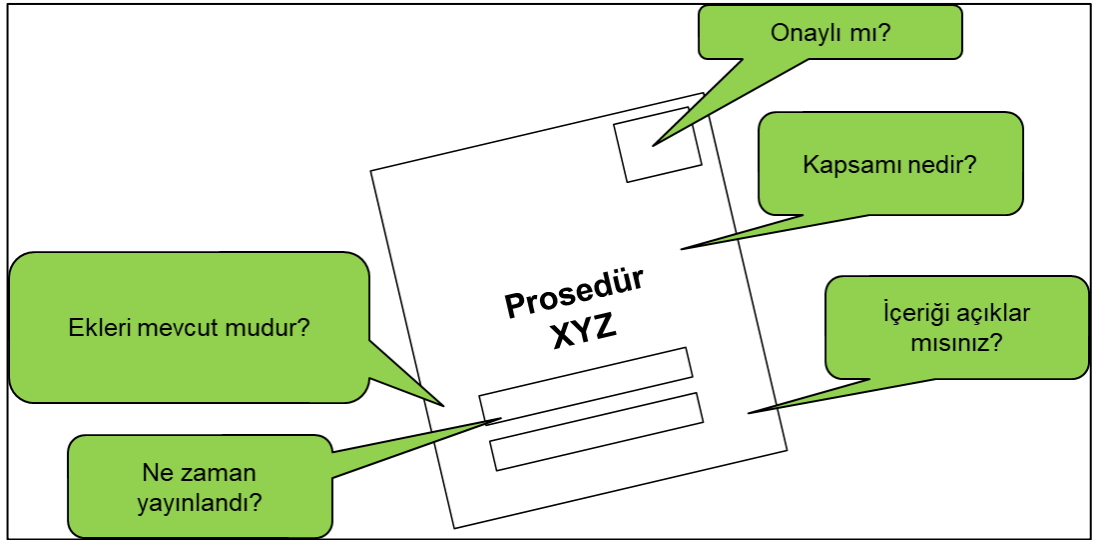 Onaylı mı?
Kapsamı nedir?
Prosedür
XYZ
Ekleri mevcut mudur?
İçeriği açıklar
mısınız?
Ne zaman
yayınlandı?